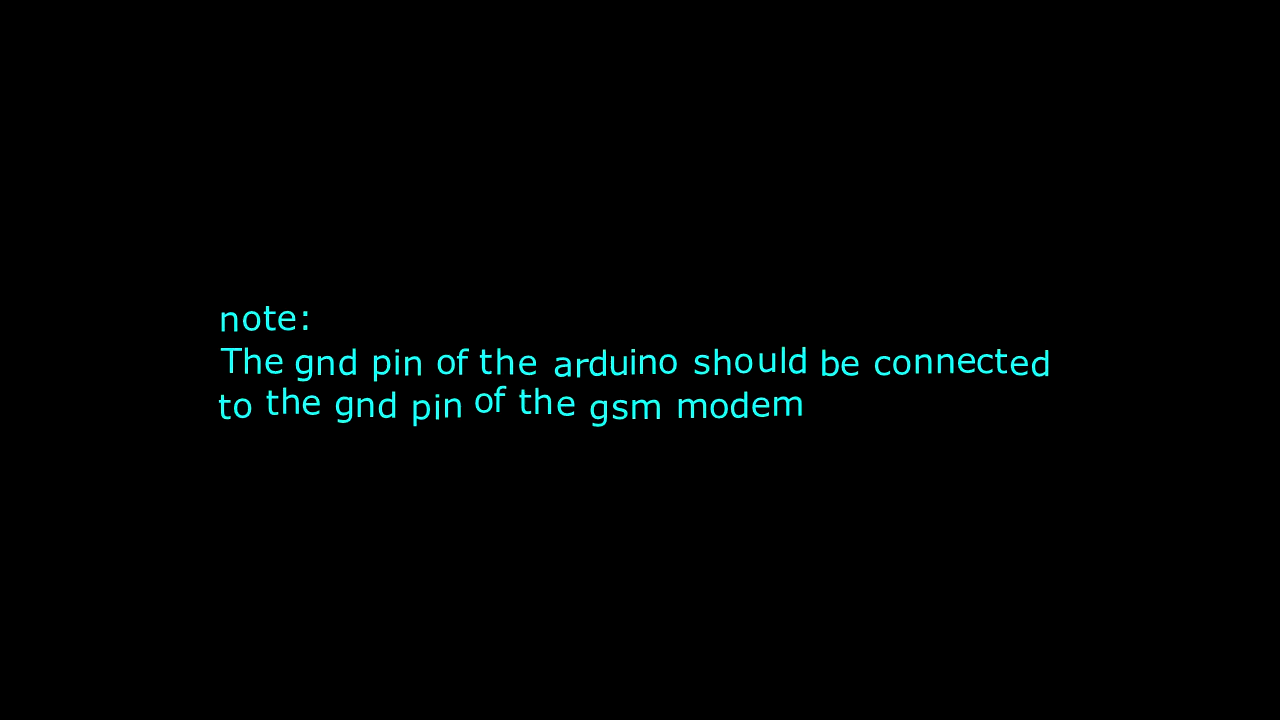 note:
The gnd pin of the arduino should be connected
to the gnd pin of the gsm modem